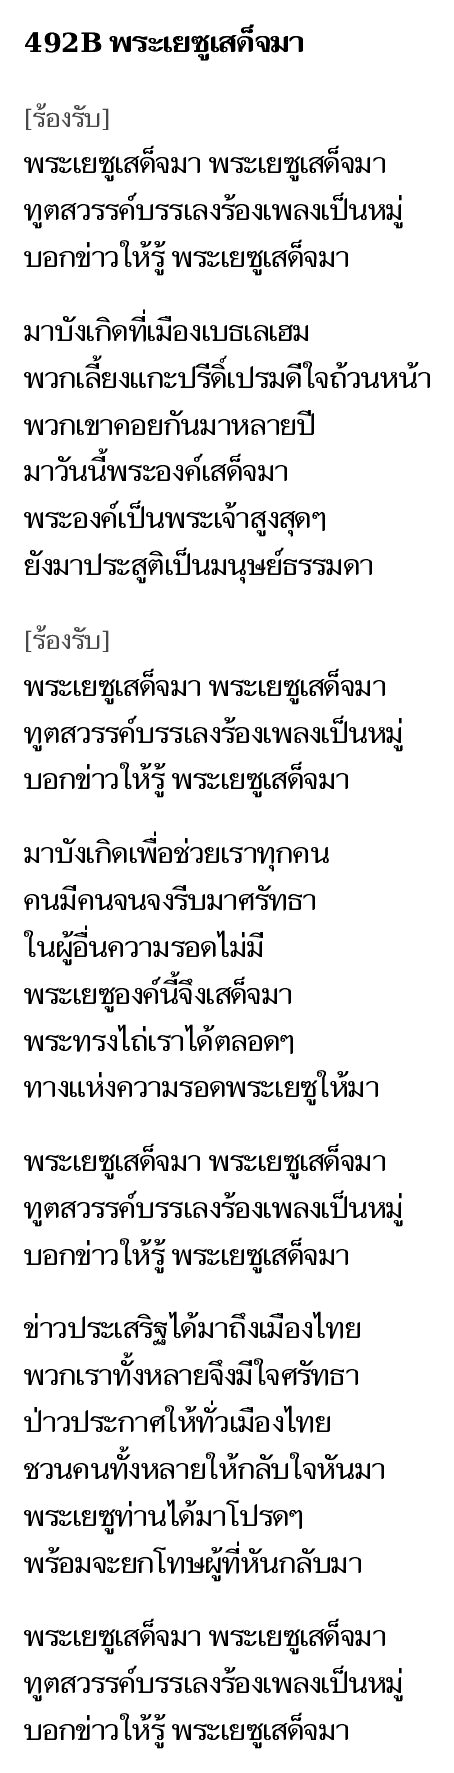 492B พระเยซูเสด็จมา
[ร้องรับ]
พระเยซูเสด็จมา พระเยซูเสด็จมา
ทูตสวรรค์บรรเลงร้องเพลงเป็นหมู่
บอกข่าวให้รู้ พระเยซูเสด็จมา
มาบังเกิดที่เมืองเบธเลเฮม
พวกเลี้ยงแกะปรีดิ์เปรมดีใจถ้วนหน้า
พวกเขาคอยกันมาหลายปี
มาวันนี้พระองค์เสด็จมา
พระองค์เป็นพระเจ้าสูงสุดๆ
ยังมาประสูติเป็นมนุษย์ธรรมดา
[ร้องรับ]
พระเยซูเสด็จมา พระเยซูเสด็จมา
ทูตสวรรค์บรรเลงร้องเพลงเป็นหมู่
บอกข่าวให้รู้ พระเยซูเสด็จมา
มาบังเกิดเพื่อช่วยเราทุกคน
คนมีคนจนจงรีบมาศรัทธา
ในผู้อื่นความรอดไม่มี
พระเยซูองค์นี้จึงเสด็จมา
พระทรงไถ่เราได้ตลอดๆ
ทางแห่งความรอดพระเยซูให้มา
พระเยซูเสด็จมา พระเยซูเสด็จมา
ทูตสวรรค์บรรเลงร้องเพลงเป็นหมู่
บอกข่าวให้รู้ พระเยซูเสด็จมา
ข่าวประเสริฐได้มาถึงเมืองไทย
พวกเราทั้งหลายจึงมีใจศรัทธา
ป่าวประกาศให้ทั่วเมืองไทย
ชวนคนทั้งหลายให้กลับใจหันมา
พระเยซูท่านได้มาโปรดๆ
พร้อมจะยกโทษผู้ที่หันกลับมา
พระเยซูเสด็จมา พระเยซูเสด็จมา
ทูตสวรรค์บรรเลงร้องเพลงเป็นหมู่
บอกข่าวให้รู้ พระเยซูเสด็จมา